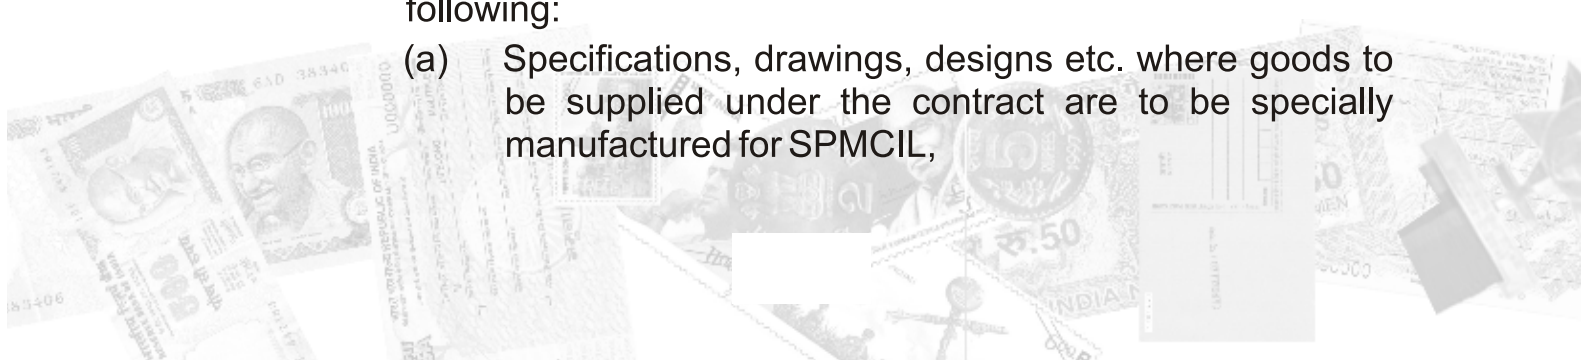 following:
(a) Specifications, drawings, designs etc. where goods to
be supplied under the contract are to be specially
manufactured for SPMCIL,
रु.50